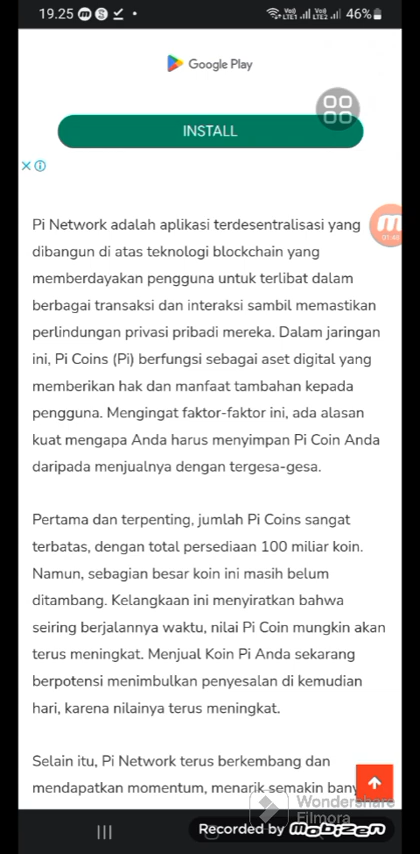 19.25
46%
Google Play
INSTALL
Pi Network adalah aplikasi terdesentralisasi yang
dibangun di atas teknologi blockchain yang
memberdayakan pengguna untuk terlibat dalam
berbagai transaksi dan interaksi sambil memastikan
perlindungan privasi pribadi mereka. Dalam jaringan
ini, Pi Coins (Pi) berfungsi sebagai aset digital yang
memberikan hak dan manfaat tambahan kepada
pengguna. Mengingat faktor-faktor ini, ada alasan
kuat mengapa Anda harus menyimpan Pi Coin Anda
daripada menjualnya dengan tergesa-gesa.
Pertama dan terpenting, jumlah Pi Coins sangat
terbatas, dengan total persediaan 100 miliar koin.
Namun, sebagian besar koin ini masih belum
ditambang. Kelangkaan ini menyiratkan bahwa
seiring berjalannya waktu, nilai Pi Coin mungkin akan
terus meningkat. Menjual Koin Pi Anda sekarang
berpotensi menimbulkan penyesalan di kemudian
hari, karena nilainya terus meningkat.
Selain itu, Pi Network terus berkembang dan
mendapatkan momentum, menarik semakin bany
Wondershare
Filmora
Recorded by mobizen